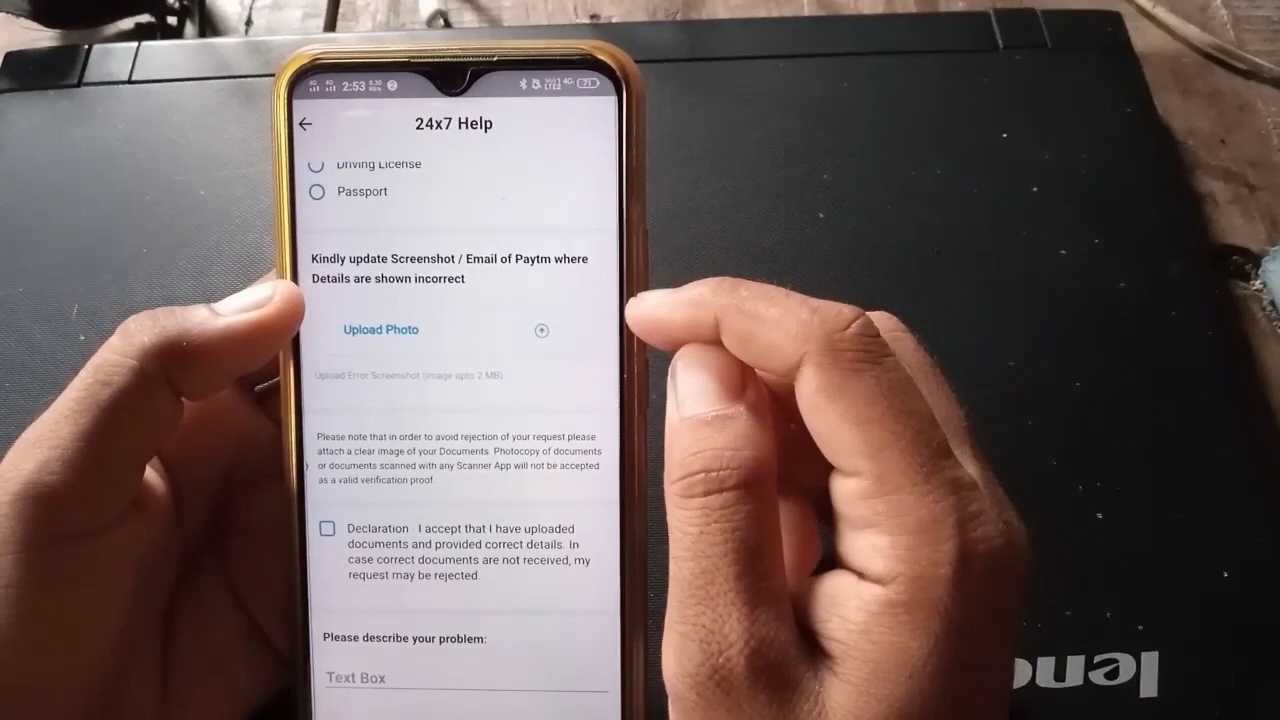 2:53
71
24x7 Help
Driving License
Passport
Kindly update Screenshot / Email of Paytm where
Details are shown incorrect
Upload Photo
Upload Error Screenshot (image upto 2 MB)
Please note that in order to avoid rejection of your request please
attach a clear image of your Documents. Photocopy of documents
or documents scanned with any Scanner App will not be accepted
as a valid verification proof.
Declaration - I accept that I have uploaded
documents and provided correct details. In
case correct documents are not received, my
request may be rejected.
Please describe your problem:
Text Box
leno